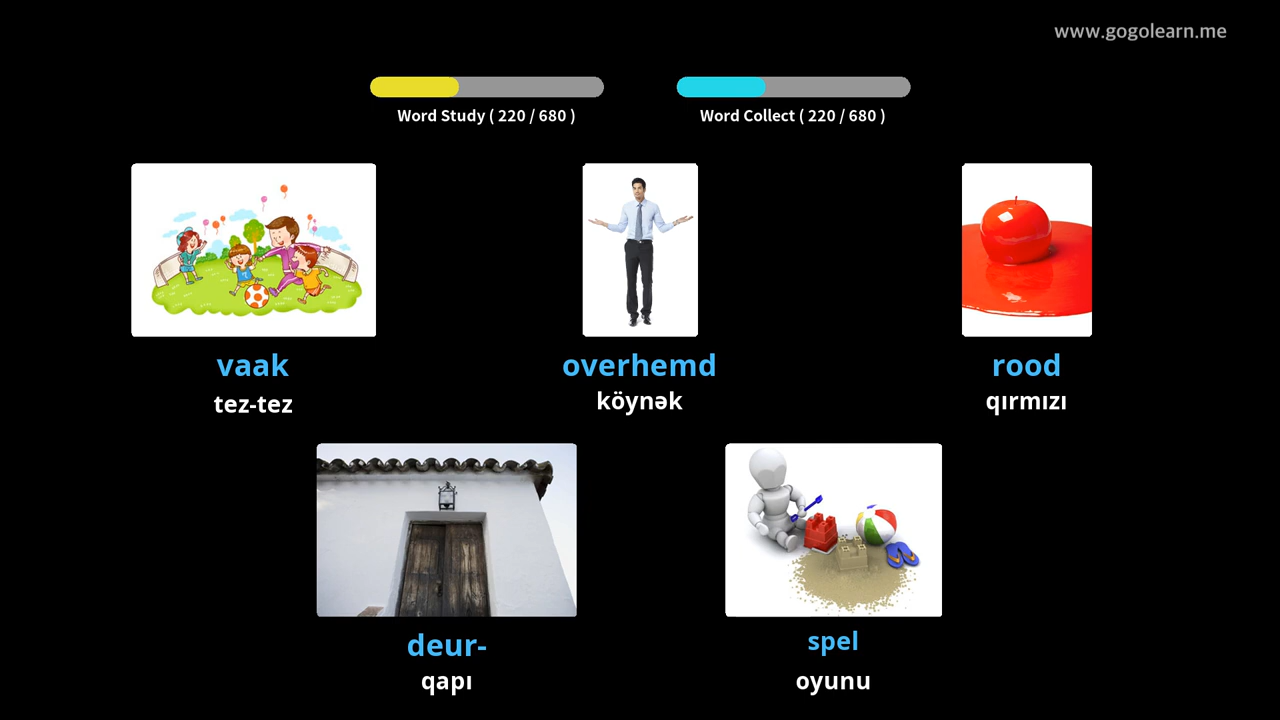 www.gogolearn.me
Word Study ( 220 / 680 )
Word Collect ( 220 / 680 )
vaak
tez-tez
overhemd
köynək
rood
qırmızı
deur-
qapı
spel
oyunu